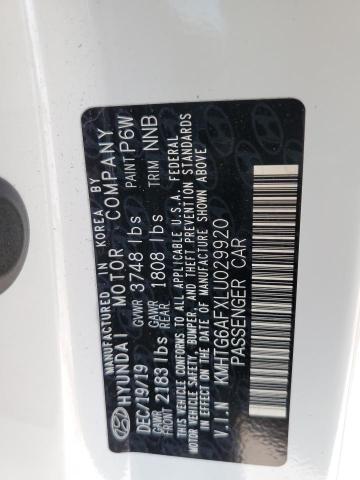 MANUFACTURED IN KOREA BY
HYUNDAI MOTOR COMPANY
DEC/19/19 GVWR 3748 lbs PAINT P6W
GAWR FRONT 2183 lbs GAWR REAR 1808 lbs TRIM NNB
THIS VEHICLE CONFORMS TO ALL APPLICABLE U.S.A. FEDERAL
MOTOR VEHICLE SAFETY, BUMPER, AND THEFT PREVENTION STANDARDS
IN EFFECT ON THE DATE OF MANUFACTURE SHOWN ABOVE
V.I.N KMHTG6AFXLU029920
PASSENGER CAR